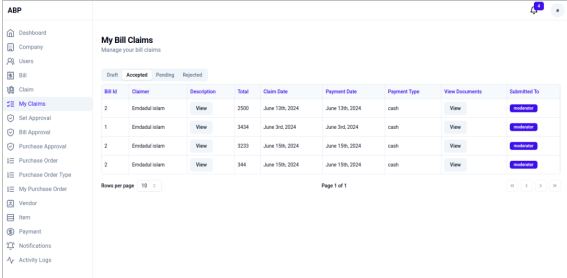 ABP
4
e
Dashboard
Company
Users
Bill
Claim
My Claims
Set Approval
Bill Approval
Purchase Approval
Purchase Order
Purchase Order Type
My Purchase Order
Vendor
Item
Payment
Notifications
Activity Logs
My Bill Claims
Manage your bill claims
Draft Accepted Pending Rejected
Bill Id Claimer Description Total Claim Date Payment Date Payment Type View Documents Submitted To
2 Emdadul islam View 2500 June 13th, 2024 June 13th, 2024 cash View moderator
1 Emdadul islam View 3434 June 3rd, 2024 June 3rd, 2024 cash View moderator
2 Emdadul islam View 3233 June 15th, 2024 June 15th, 2024 cash View moderator
2 Emdadul islam View 344 June 15th, 2024 June 15th, 2024 cash View moderator
Rows per page 10 Page 1 of 1